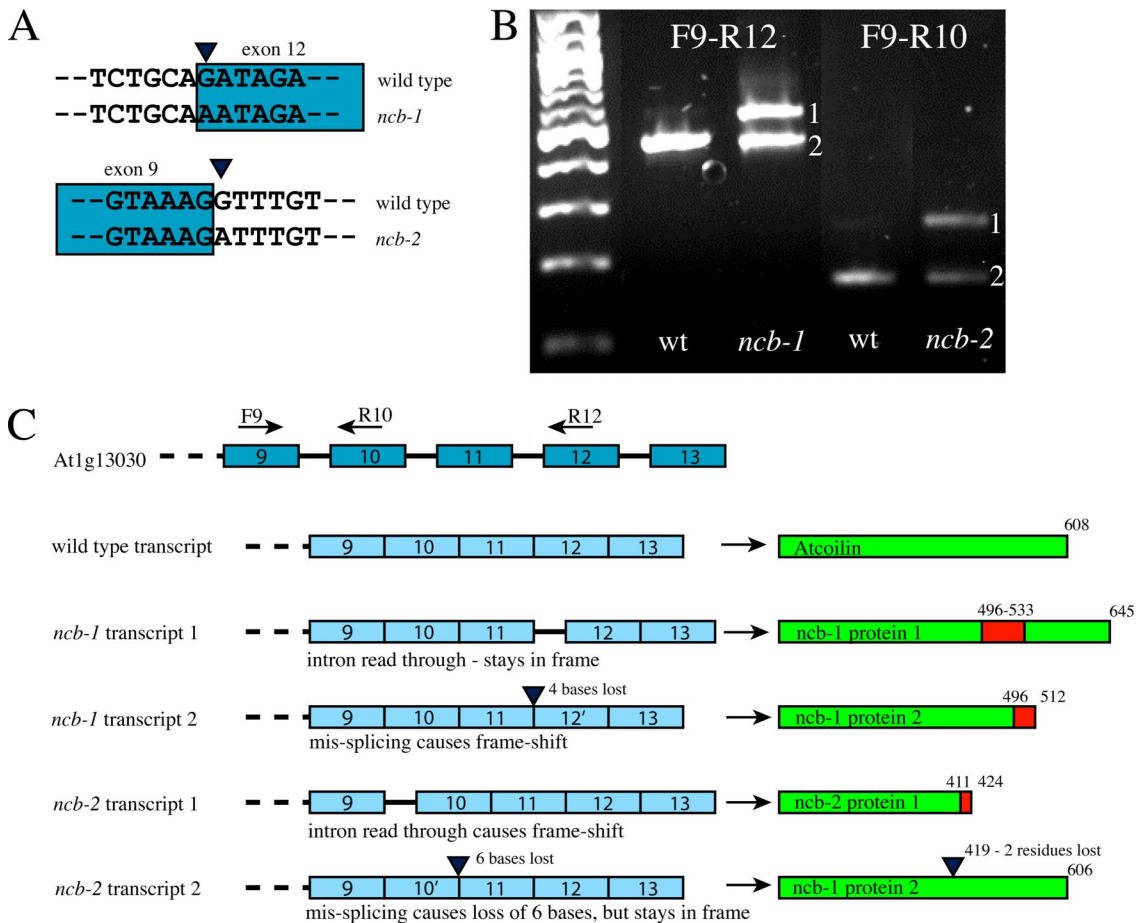 A
exon 12
--TCTGCAGATAGA-- wild type
--TCTGCAAATAGA-- ncb-1
exon 9
--GTAAAGGTTTGT-- wild type
--GTAAAGATTTGT-- ncb-2
B
F9-R12 F9-R10
1
2
1
2
wt ncb-1 wt ncb-2
C
F9 R10 R12
At1g13030 9 10 11 12 13
608
wild type transcript 9 10 11 12 13 Atcoilin
496-533 645
ncb-1 transcript 1 9 10 11 12 13 ncb-1 protein 1
intron read through - stays in frame
4 bases lost 496 512
ncb-1 transcript 2 9 10 11 12' 13 ncb-1 protein 2
mis-splicing causes frame-shift
411 424
ncb-2 transcript 1 9 10 11 12 13 ncb-2 protein 1
intron read through causes frame-shift
6 bases lost 419 - 2 residues lost
606
ncb-2 transcript 2 9 10' 11 12 13 ncb-1 protein 2
mis-splicing causes loss of 6 bases, but stays in frame